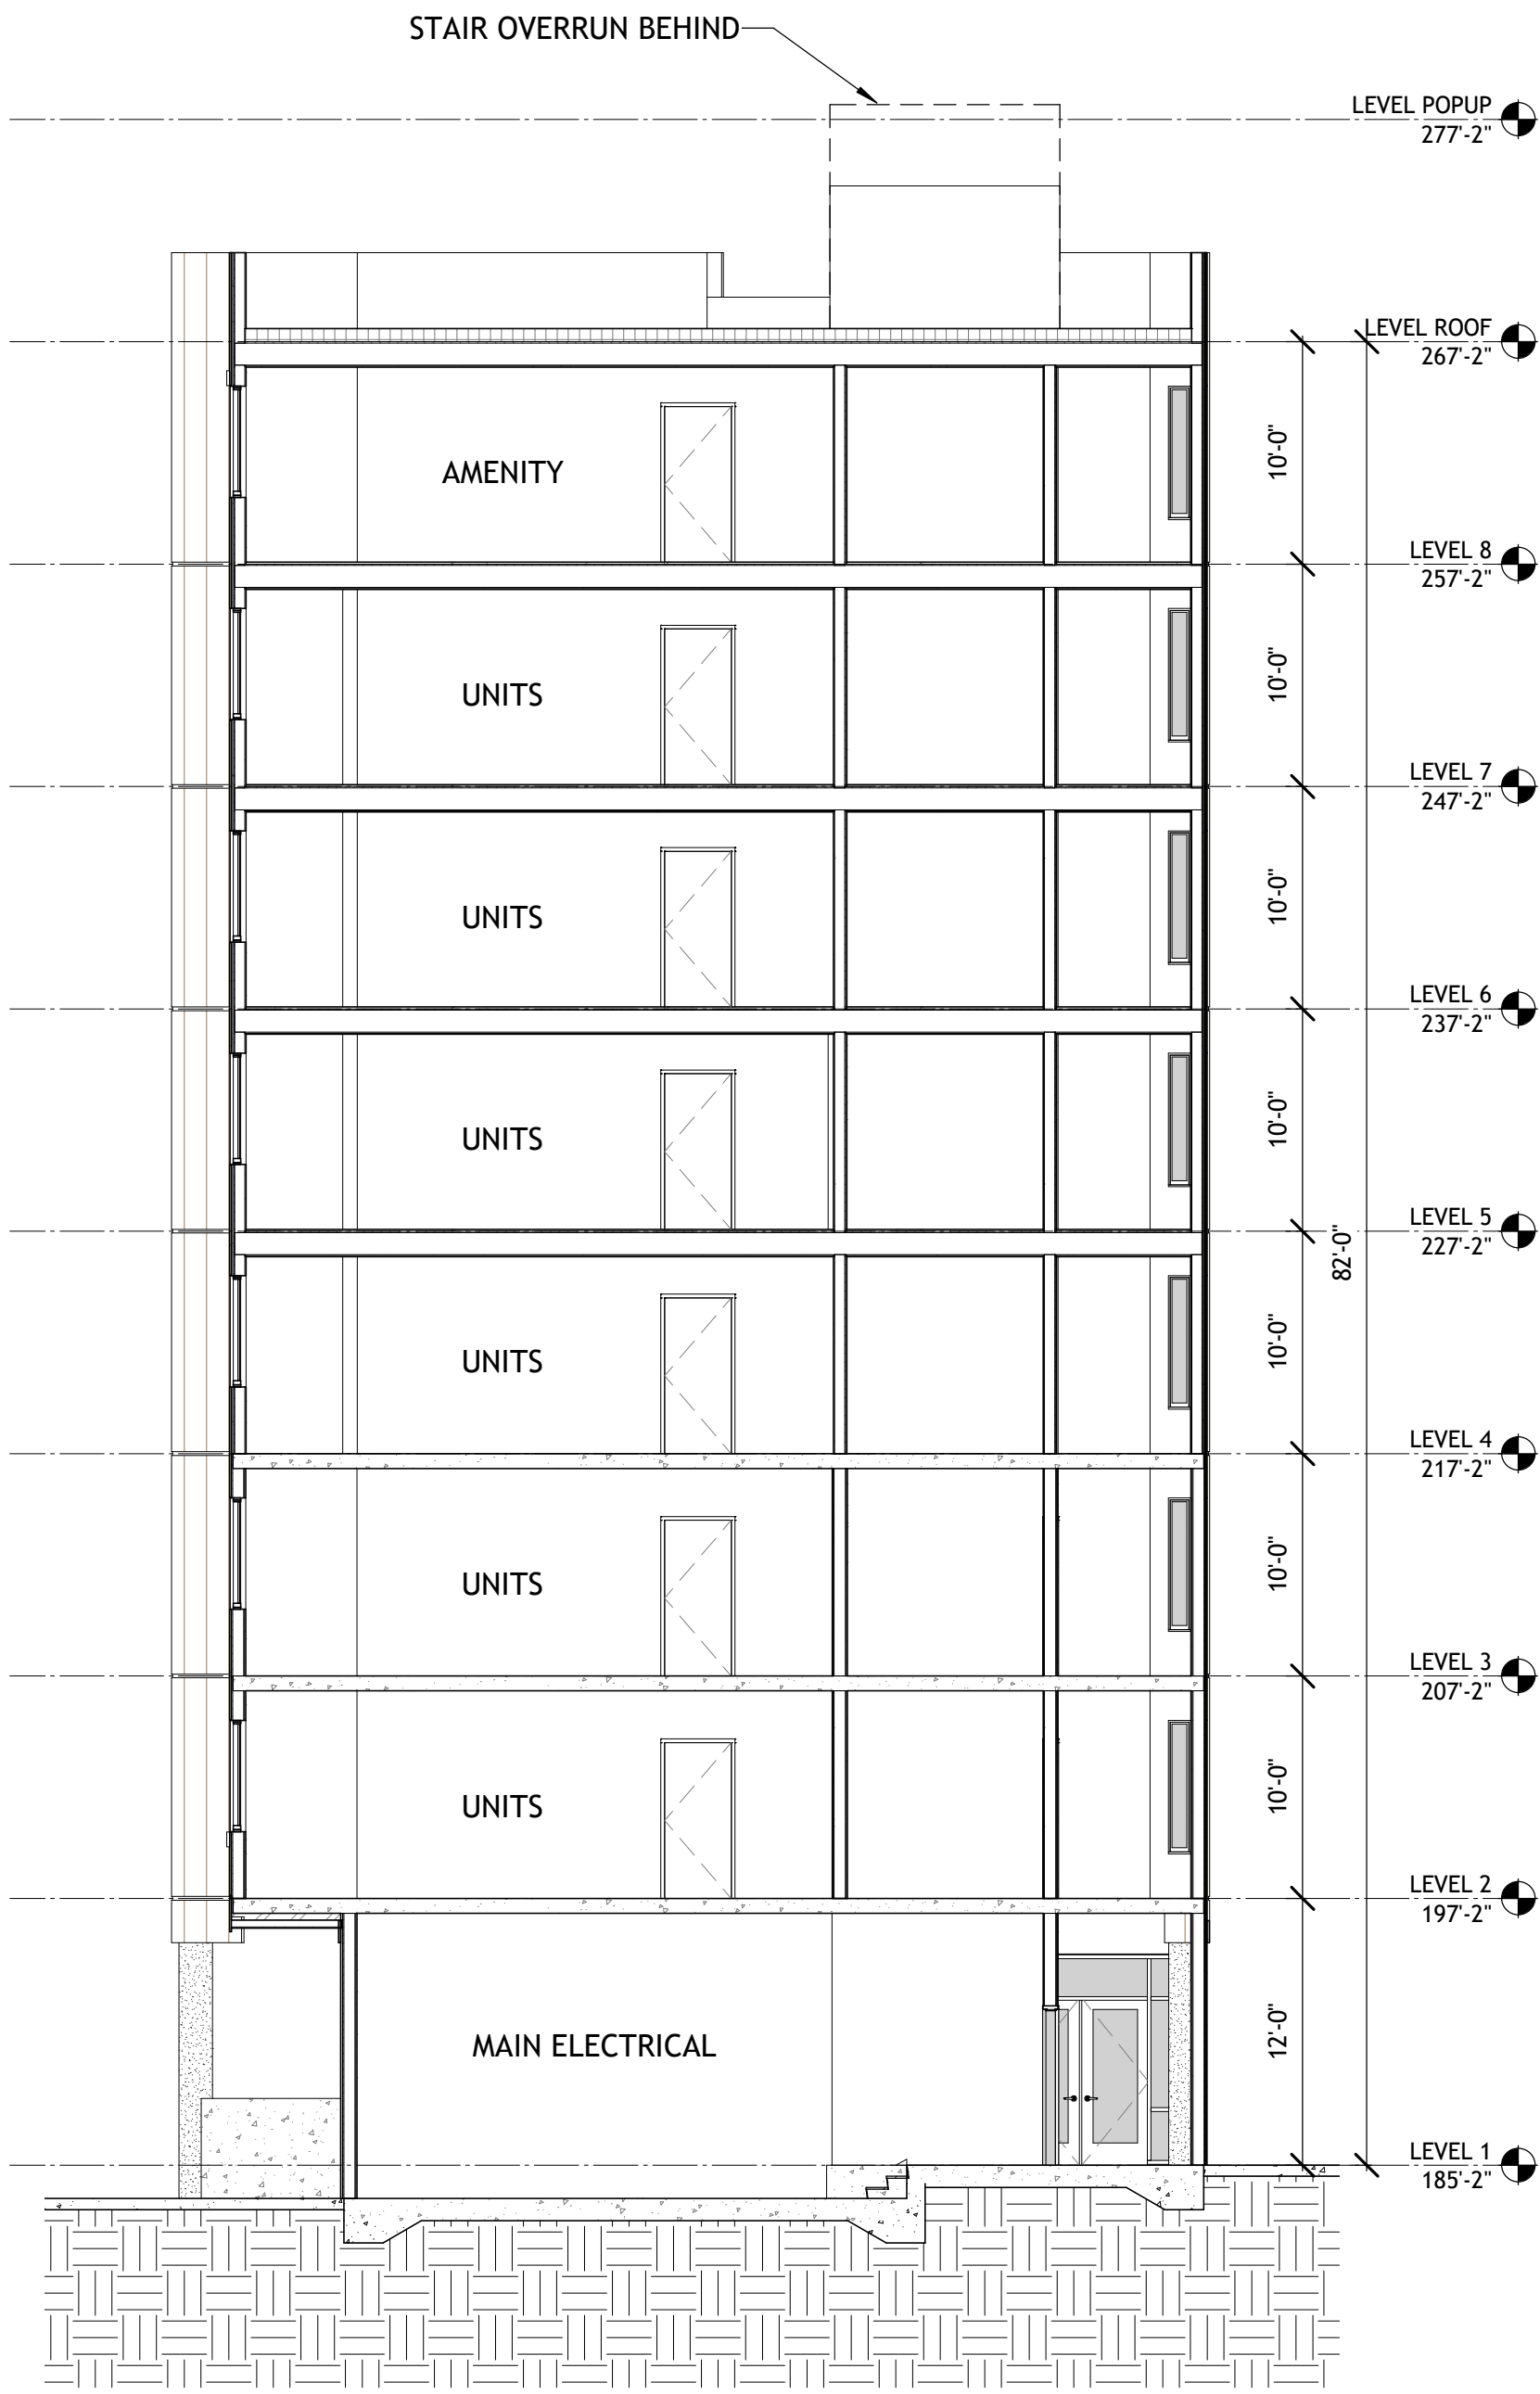 STAIR OVERRUN BEHIND
LEVEL POPUP
277'-2"
LEVEL ROOF
267'-2"
10'-0"
AMENITY
LEVEL 8
257'-2"
10'-0"
UNITS
LEVEL 7
247'-2"
10'-0"
UNITS
LEVEL 6
237'-2"
10'-0"
UNITS
LEVEL 5
227'-2"
82'-0"
10'-0"
UNITS
LEVEL 4
217'-2"
10'-0"
UNITS
LEVEL 3
207'-2"
10'-0"
UNITS
LEVEL 2
197'-2"
12'-0"
MAIN ELECTRICAL
LEVEL 1
185'-2"